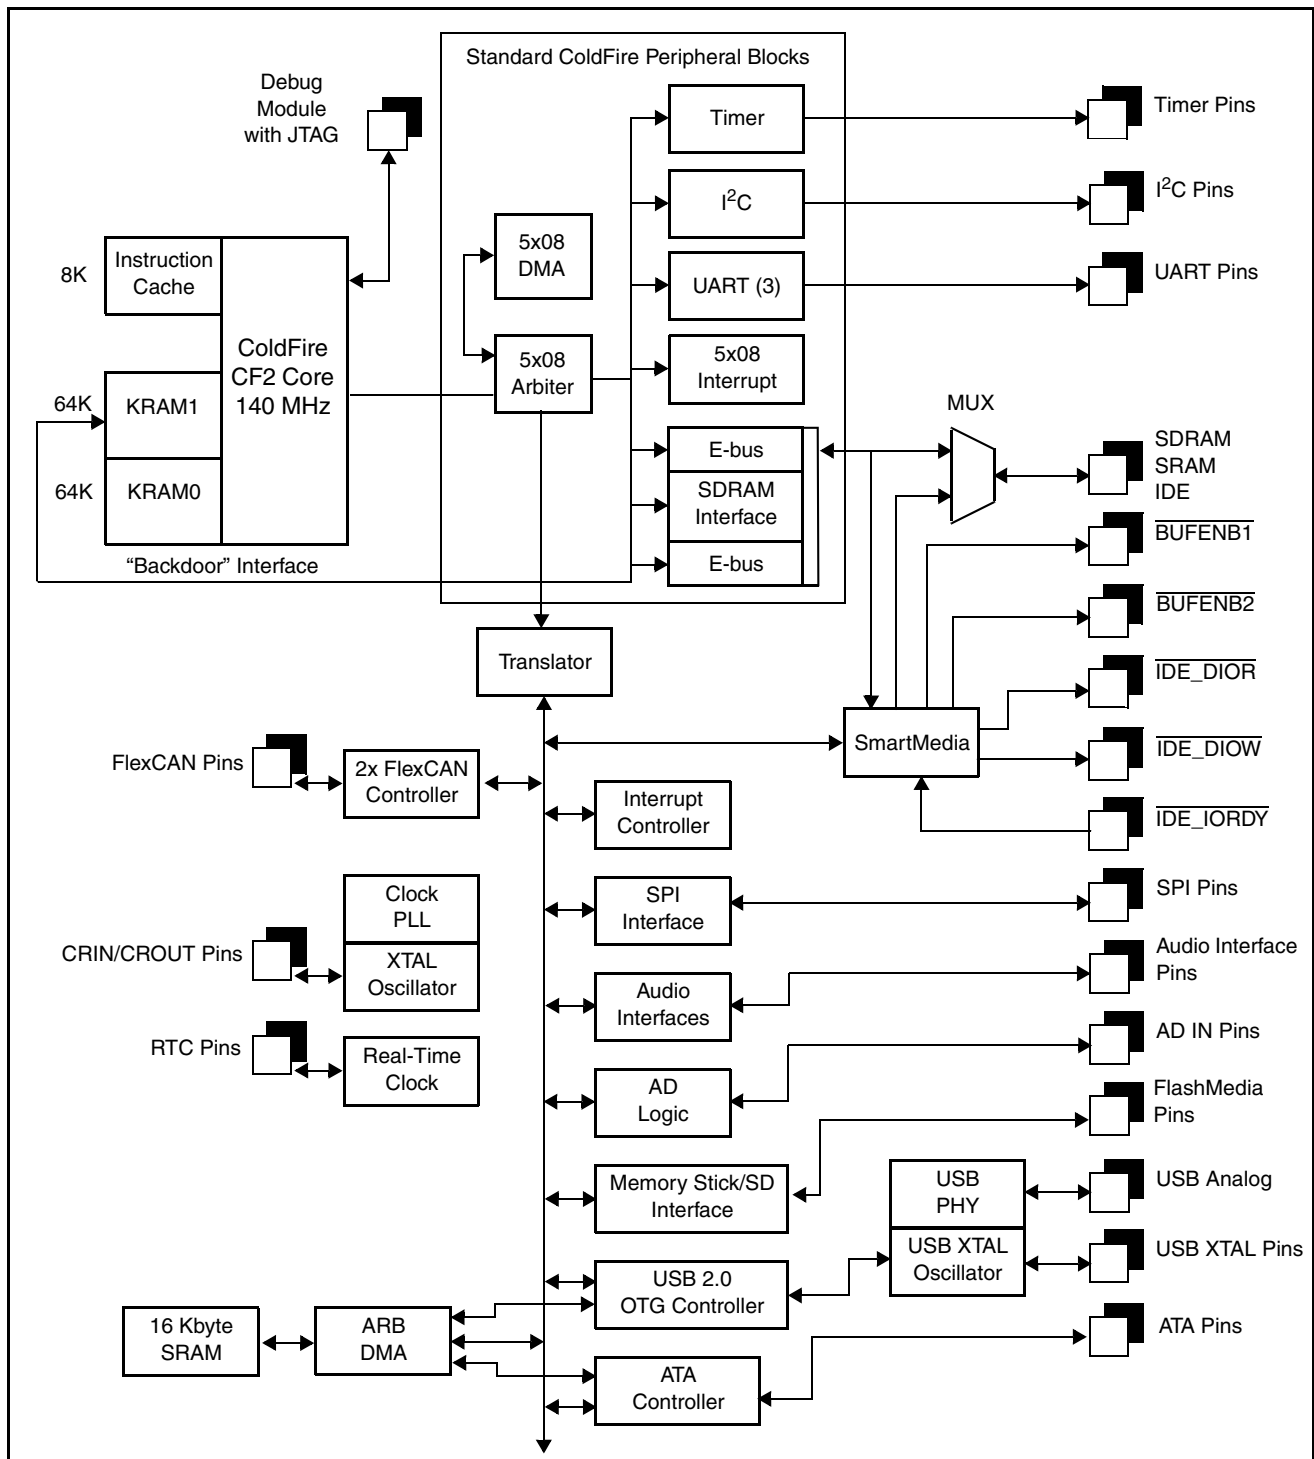 Standard ColdFire Peripheral Blocks
Debug
Module
with JTAG
Timer
Timer Pins
I²C
I²C Pins
5x08
DMA
UART (3)
UART Pins
8K
Instruction
Cache
ColdFire
CF2 Core
140 MHz
5x08
Arbiter
5x08
Interrupt
64K
KRAM1
64K
KRAM0
MUX
E-bus
SDRAM
Interface
E-bus
SDRAM
SRAM
IDE
"Backdoor" Interface
BUFENB1
BUFENB2
Translator
IDE_DIOR
SmartMedia
IDE_DIOW
IDE_IORDY
FlexCAN Pins
2x FlexCAN
Controller
Interrupt
Controller
Clock
PLL
SPI
Interface
SPI Pins
CRIN/CROUT Pins
XTAL
Oscillator
Audio
Interfaces
Audio Interface
Pins
RTC Pins
Real-Time
Clock
AD
Logic
AD IN Pins
FlashMedia
Pins
Memory Stick/SD
Interface
USB
PHY
USB Analog
USB XTAL
Oscillator
USB XTAL Pins
USB 2.0
OTG Controller
16 Kbyte
SRAM
ARB
DMA
ATA
Controller
ATA Pins